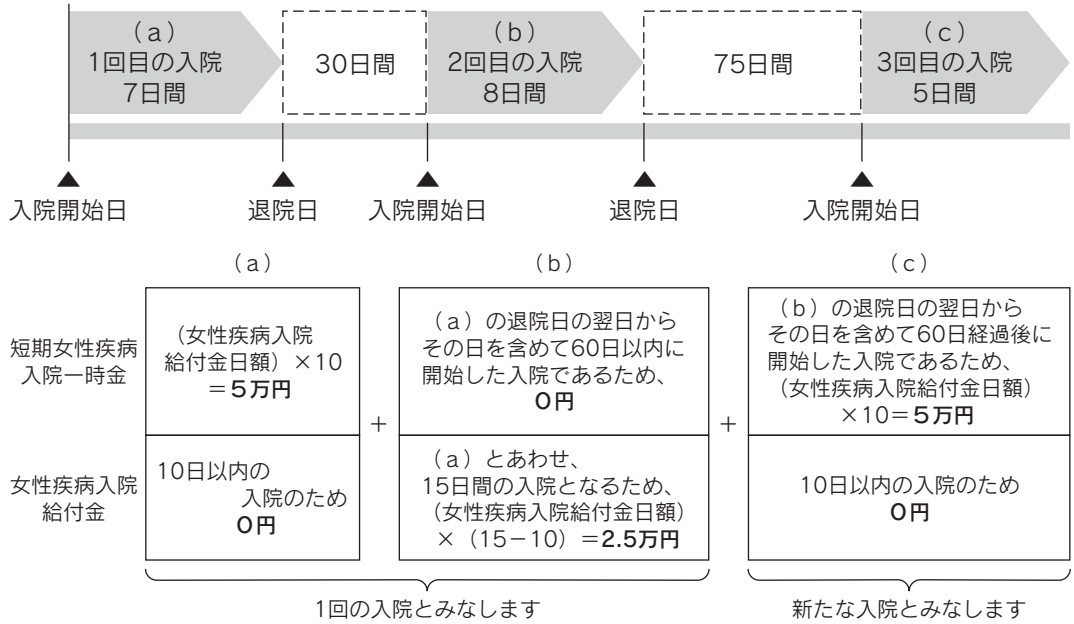 （a）
1回目の入院
7日間
30日間
（b）
2回目の入院
8日間
75日間
（c）
3回目の入院
5日間
入院開始日
退院日
入院開始日
退院日
入院開始日
（a）
（b）
（c）
短期女性疾病
入院一時金
（女性疾病入院
給付金日額）×10
＝5万円
＋
（a）の退院日の翌日から
その日を含めて60日以内に
開始した入院であるため、
0円
＋
（b）の退院日の翌日から
その日を含めて60日経過後に
開始した入院であるため、
（女性疾病入院給付金日額）
×10＝5万円
女性疾病入院
給付金
10日以内の
入院のため
0円
（a）とあわせ、
15日間の入院となるため、
（女性疾病入院給付金日額）
×（15－10）＝2.5万円
10日以内の入院のため
0円
1回の入院とみなします
新たな入院とみなします